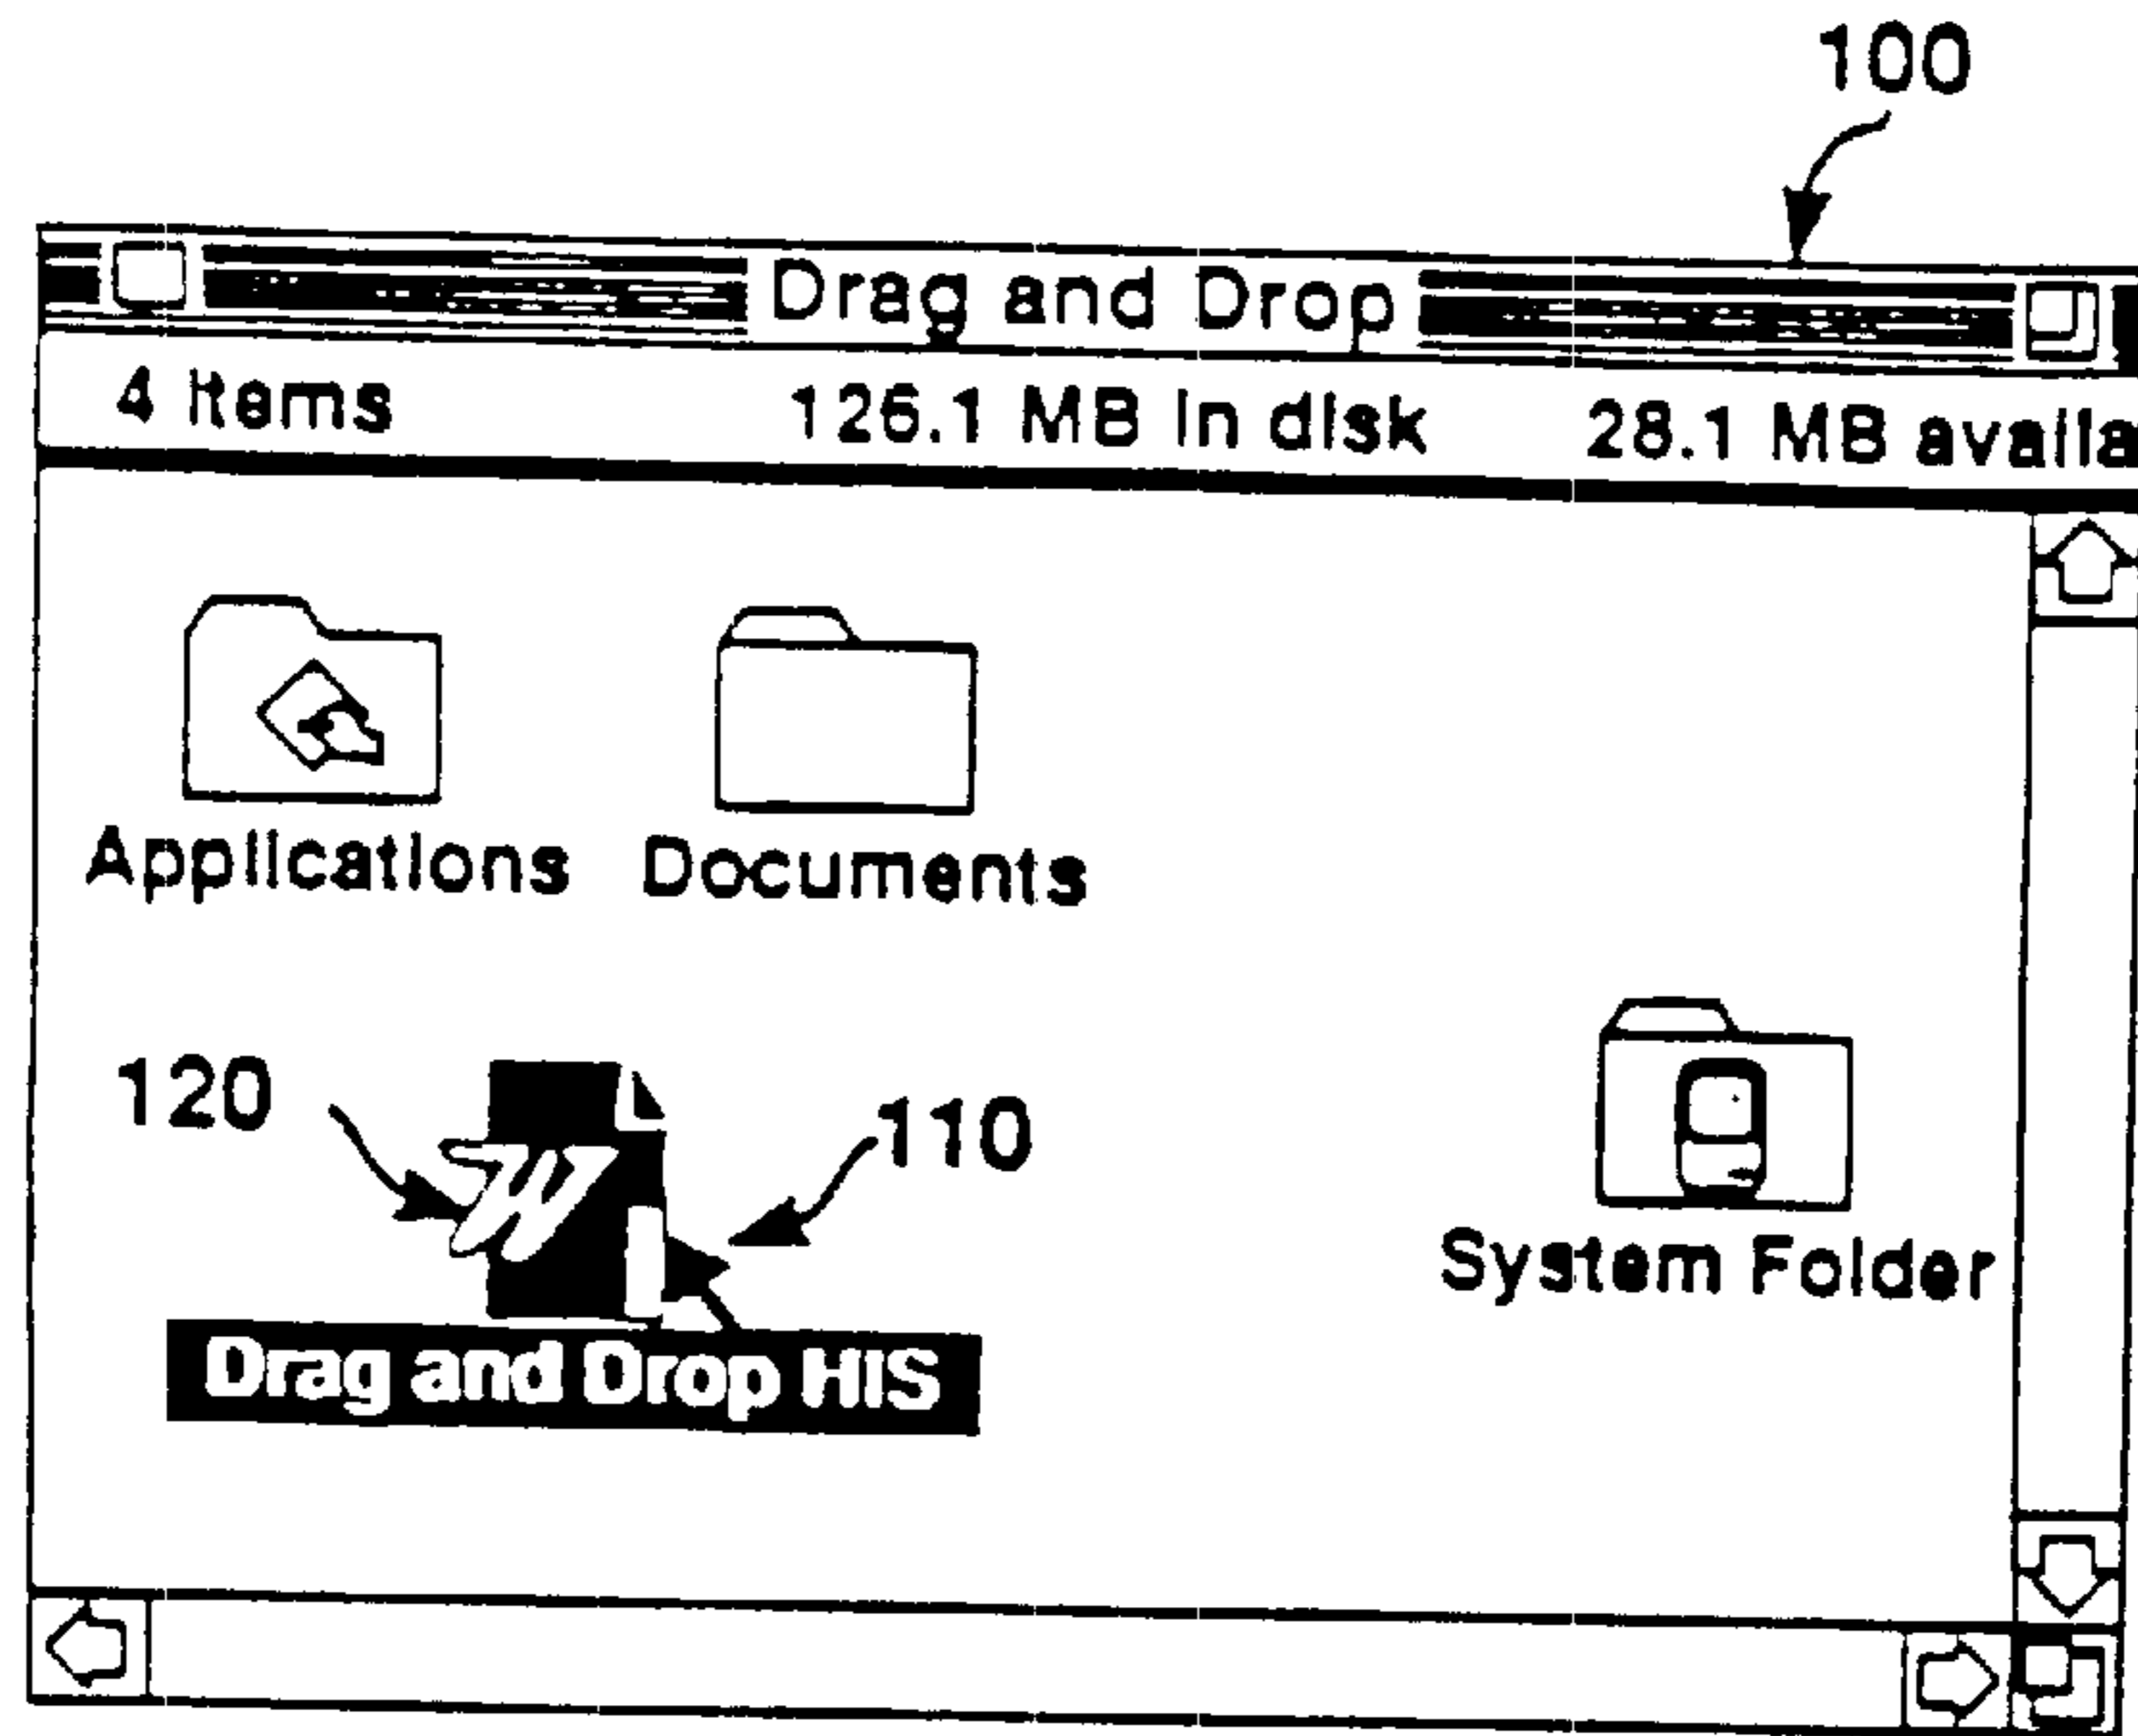 100
Drag and Drop
4 items 126.1 MB in disk 28.1 MB availa
Applications Documents
120 110
System Folder
Drag and Drop HIS